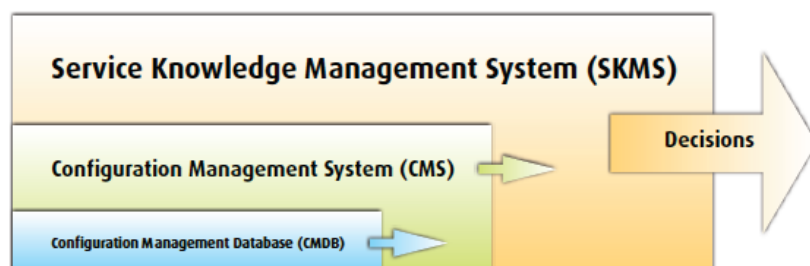 Service Knowledge Management System (SKMS)
Decisions
Configuration Management System (CMS)
Configuration Management Database (CMDB)